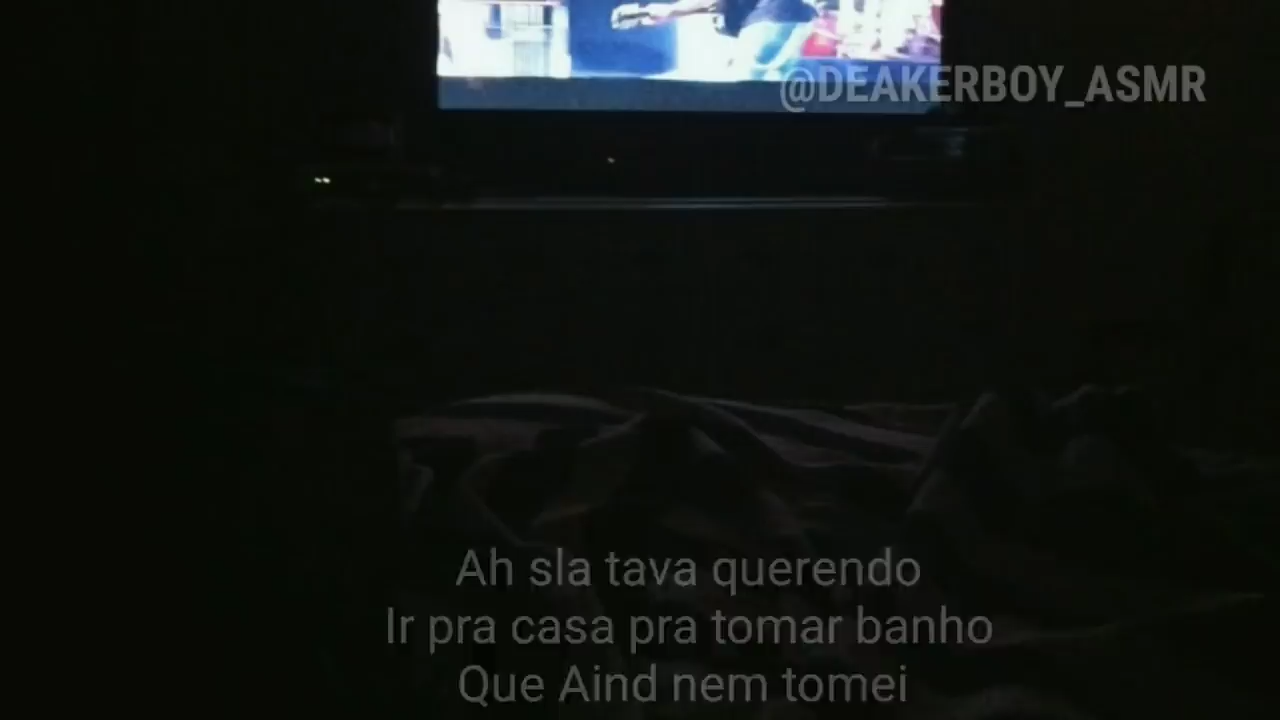 @DEAKERBOY_ASMR
Ah sla tava querendo
Ir pra casa pra tomar banho
Que Aind nem tomei